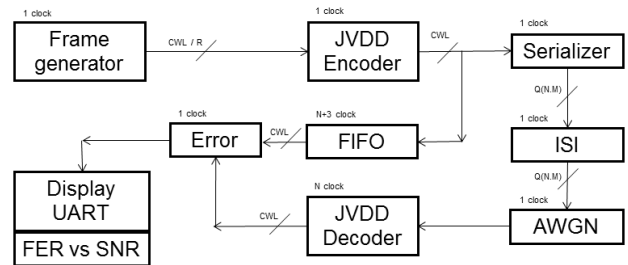 1 clock
Frame
generator
CWL / R
1 clock
JVDD
Encoder
CWL
1 clock
Serializer
Q(N.M)
1 clock
ISI
Q(N.M)
1 clock
AWGN
N+3 clock
FIFO
CWL
1 clock
Error
N clock
JVDD
Decoder
CWL
Display
UART
FER vs SNR